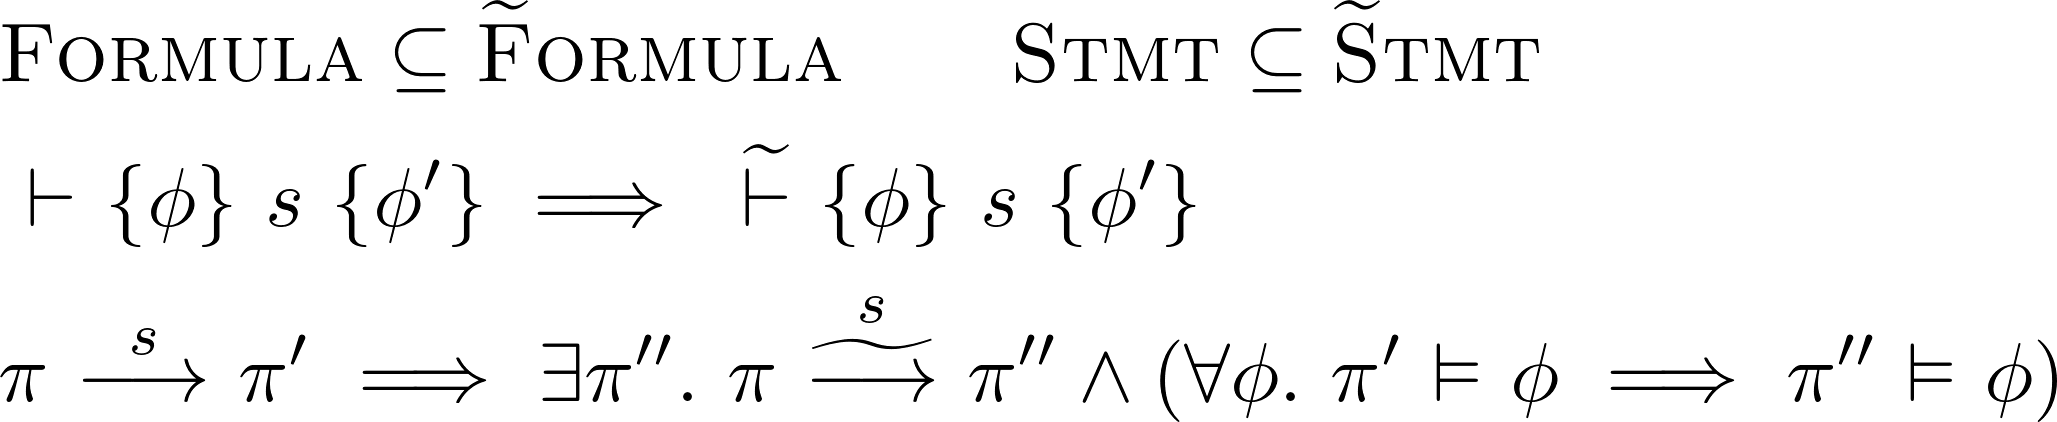 FORMULA ⊆ F̃ORMULA STMT ⊆ S̃TMT
⊢ {ϕ} s {ϕ′} ⟹ ⊢̃ {ϕ} s {ϕ′}
π —s→ π′ ⟹ ∃π″. π —s→̃ π″ ∧ (∀ϕ. π′ ⊨ ϕ ⟹ π″ ⊨ ϕ)